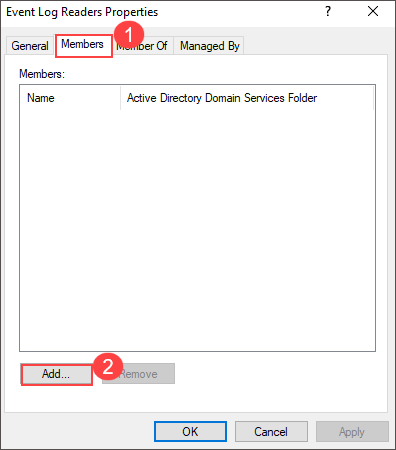 Event Log Readers Properties ? ×
1
General Members Member Of Managed By
Members:
Name Active Directory Domain Services Folder
2
Add... Remove
OK Cancel Apply